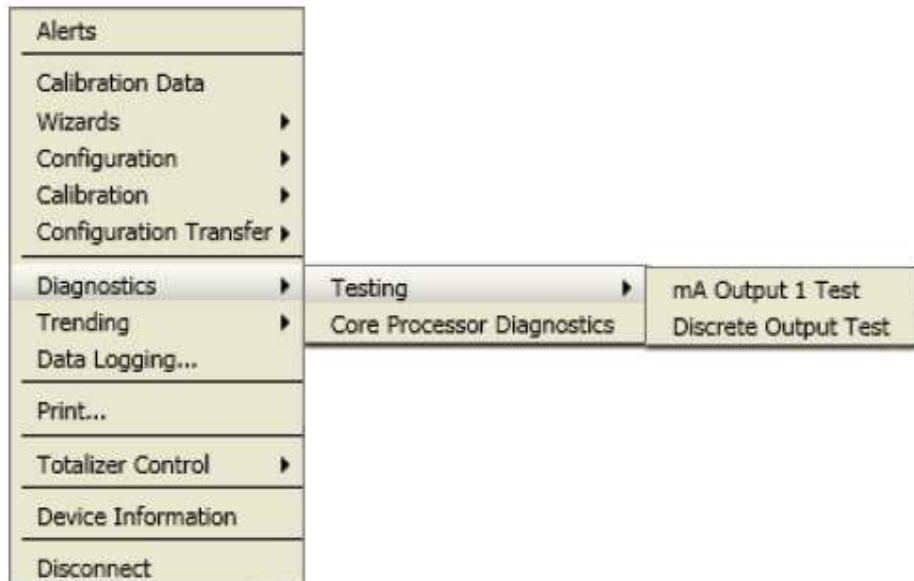 Alerts
Calibration Data
Wizards
Configuration
Calibration
Configuration Transfer
Diagnostics
Trending
Data Logging...
Print...
Totalizer Control
Device Information
Disconnect
Testing
Core Processor Diagnostics
mA Output 1 Test
Discrete Output Test